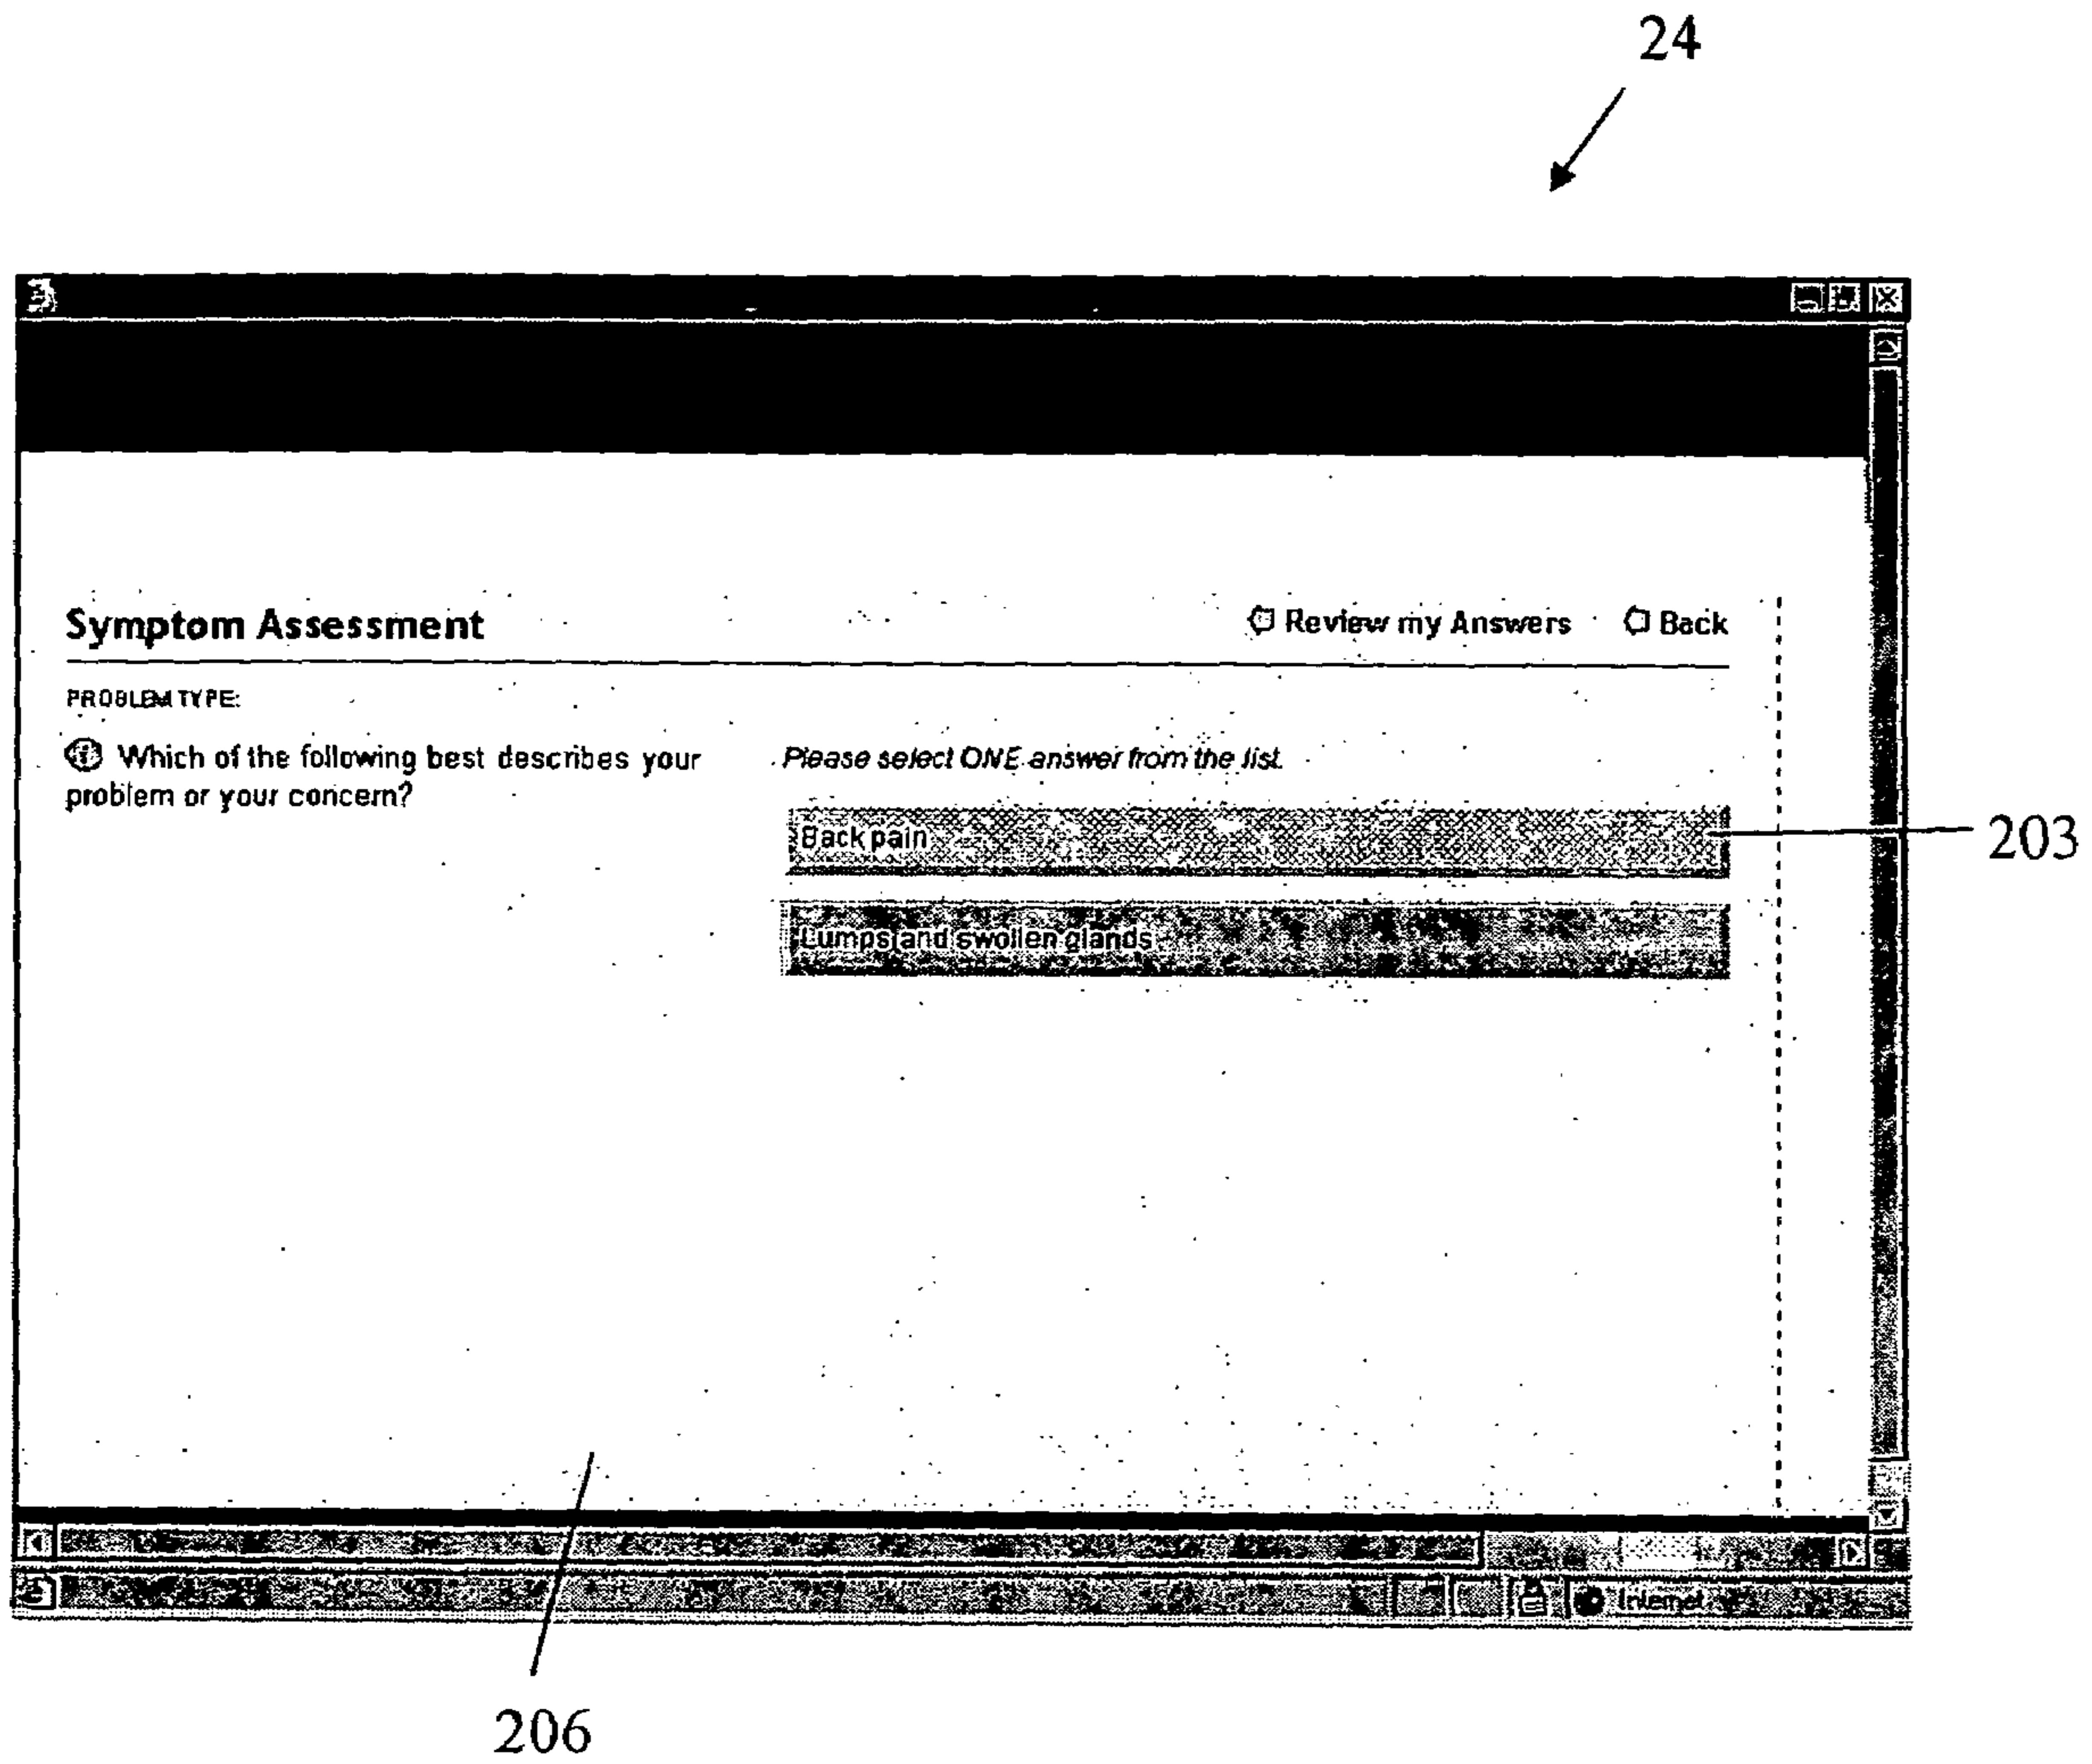 24
Symptom Assessment
Review my Answers
Back
PROBLEM TYPE:
Which of the following best describes your
problem or your concern?
Please select ONE answer from the list.
Back pain
203
Lumps and swollen glands
Internet
206